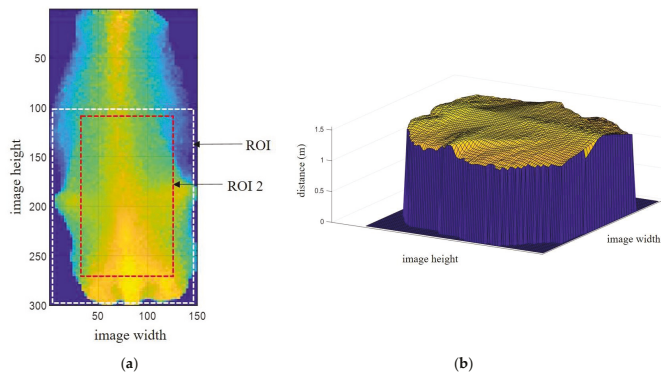 50
100
150
200
250
300
image height
50
100
150
image width
ROI
ROI 2
(a)
1.5
1
0.5
0
distance (m)
image height
image width
(b)